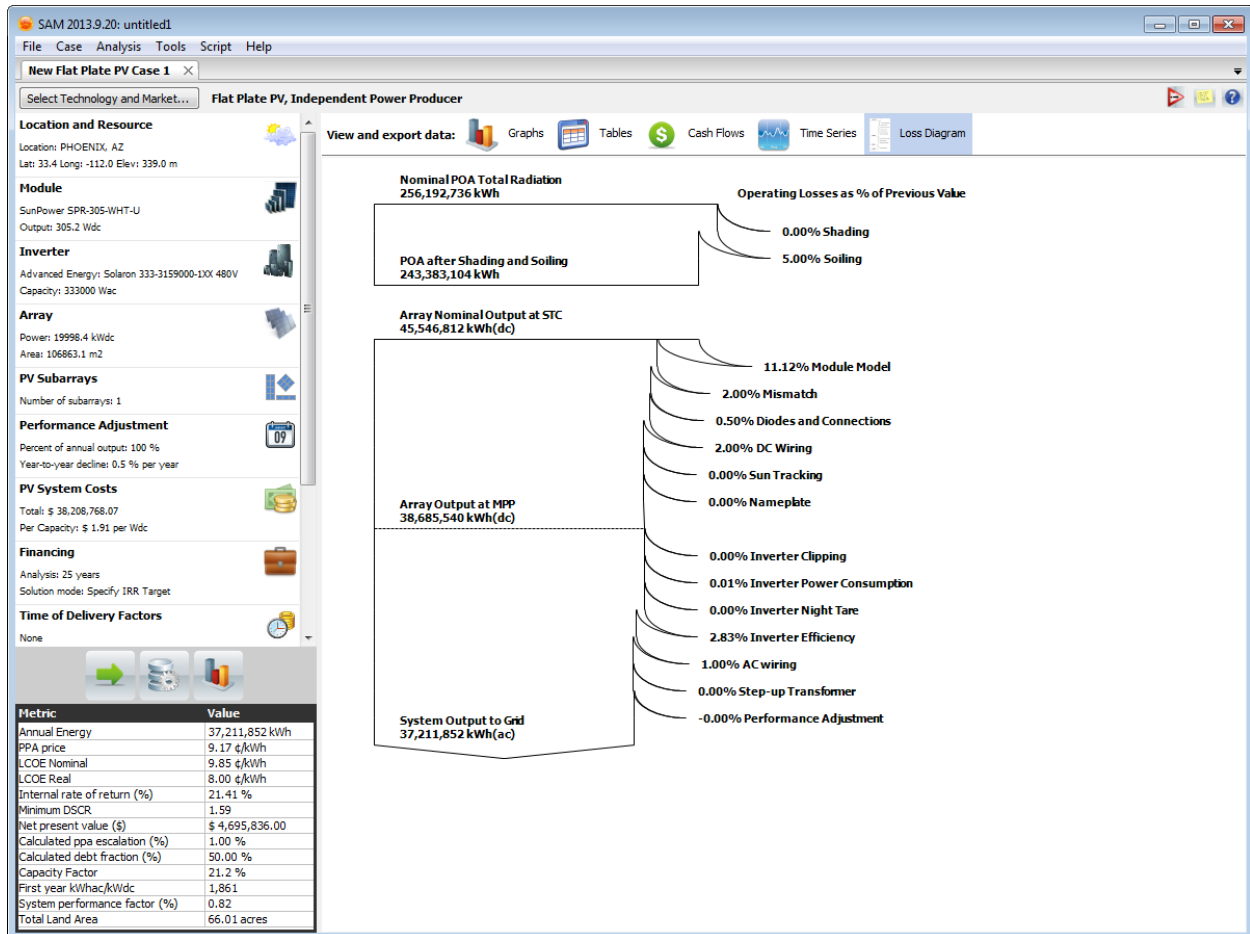 SAM 2013.9.20: untitled1
File Case Analysis Tools Script Help
New Flat Plate PV Case 1
Select Technology and Market...
Flat Plate PV, Independent Power Producer
Location and Resource
Location: PHOENIX, AZ
Lat: 33.4 Long: -112.0 Elev: 339.0 m
Module
SunPower SPR-305-WHT-U
Output: 305.2 Wdc
Inverter
Advanced Energy: Solaron 333-3159000-1XX 480V
Capacity: 333000 Wac
Array
Power: 19998.4 kWdc
Area: 106863.1 m2
PV Subarrays
Number of subarrays: 1
Performance Adjustment
Percent of annual output: 100 %
Year-to-year decline: 0.5 % per year
09
PV System Costs
Total: $ 38,208,768.07
Per Capacity: $ 1.91 per Wdc
Financing
Analysis: 25 years
Solution mode: Specify IRR Target
Time of Delivery Factors
None
Metric Value
Annual Energy 37,211,852 kWh
PPA price 9.17 ¢/kWh
LCOE Nominal 9.85 ¢/kWh
LCOE Real 8.00 ¢/kWh
Internal rate of return (%) 21.41 %
Minimum DSCR 1.59
Net present value ($) $ 4,695,836.00
Calculated ppa escalation (%) 1.00 %
Calculated debt fraction (%) 50.00 %
Capacity Factor 21.2 %
First year kWhac/kWdc 1,861
System performance factor (%) 0.82
Total Land Area 66.01 acres
View and export data: Graphs Tables Cash Flows Time Series Loss Diagram
Nominal POA Total Radiation
256,192,736 kWh
Operating Losses as % of Previous Value
0.00% Shading
5.00% Soiling
POA after Shading and Soiling
243,383,104 kWh
Array Nominal Output at STC
45,546,812 kWh(dc)
11.12% Module Model
2.00% Mismatch
0.50% Diodes and Connections
2.00% DC Wiring
0.00% Sun Tracking
0.00% Nameplate
Array Output at MPP
38,685,540 kWh(dc)
0.00% Inverter Clipping
0.01% Inverter Power Consumption
0.00% Inverter Night Tare
2.83% Inverter Efficiency
1.00% AC wiring
0.00% Step-up Transformer
-0.00% Performance Adjustment
System Output to Grid
37,211,852 kWh(ac)